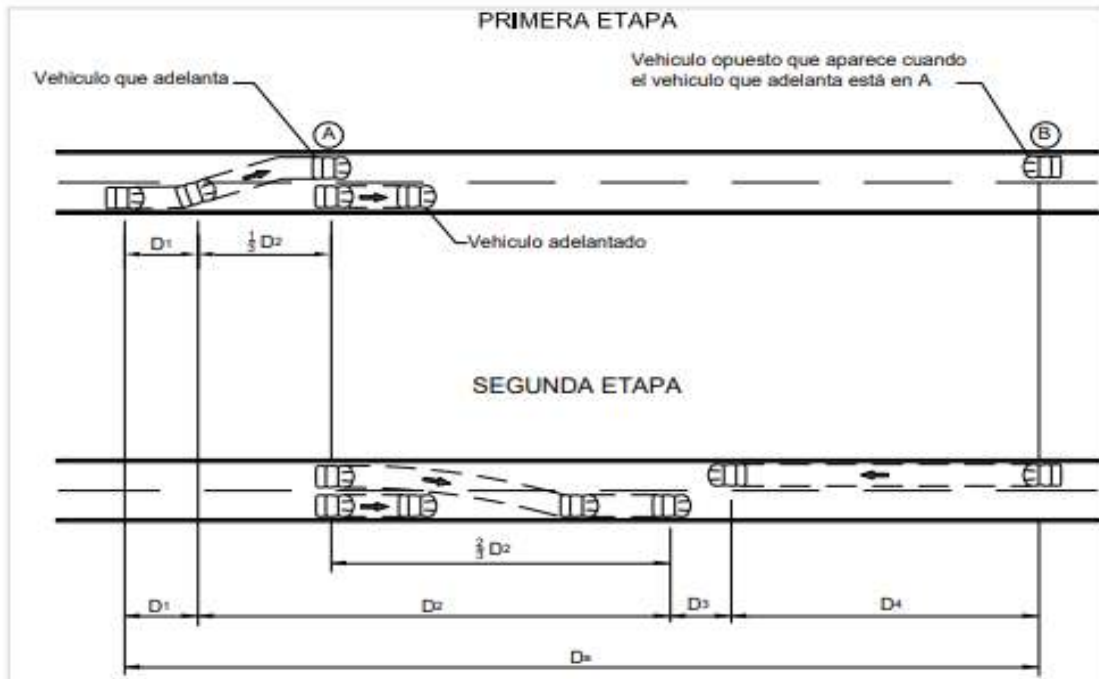 PRIMERA ETAPA
Vehiculo que adelanta
Vehiculo opuesto que aparece cuando
el vehiculo que adelanta está en A
A
B
Vehiculo adelantado
D1
1/3 D2
SEGUNDA ETAPA
2/3 D2
D1
D2
D3
D4
Da